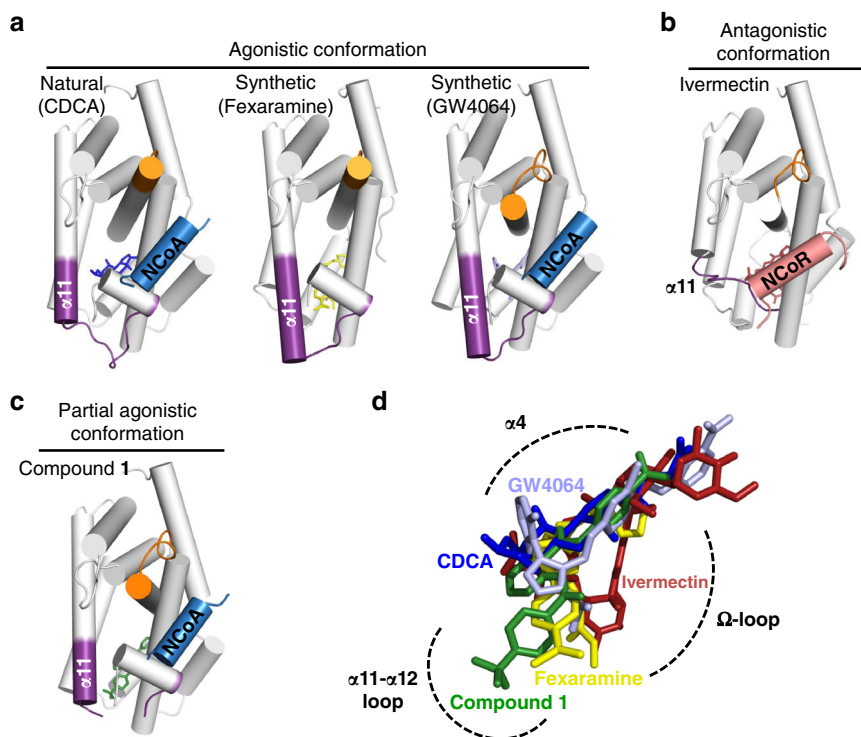 a
Agonistic conformation
Natural
(CDCA)
Synthetic
(Fexaramine)
Synthetic
(GW4064)
NCoA
α11
α11
NCoA
α11
b
Antagonistic
conformation
Ivermectin
α11
NCoR
c
Partial agonistic
conformation
Compound 1
NCoA
α11
d
α4
GW4064
CDCA
Ivermectin
Ω-loop
α11-α12
loop
Fexaramine
Compound 1